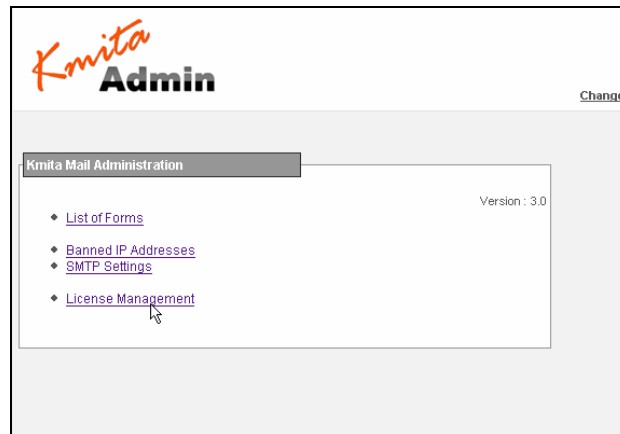 Kmita
Admin
Change
Kmita Mail Administration
Version : 3.0
List of Forms
Banned IP Addresses
SMTP Settings
License Management